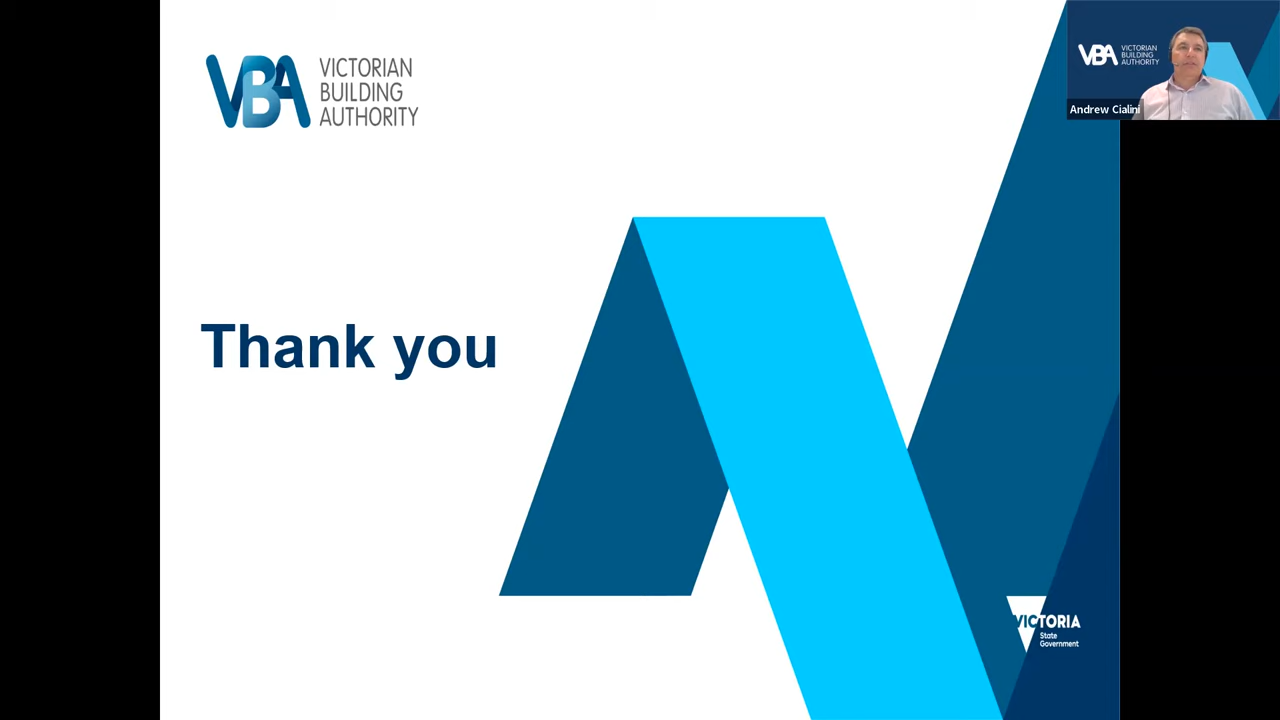 VBA VICTORIAN
BUILDING
AUTHORITY
VBA VICTORIAN
BUILDING
AUTHORITY
Andrew Cialini
Thank you
VICTORIA
State
Government